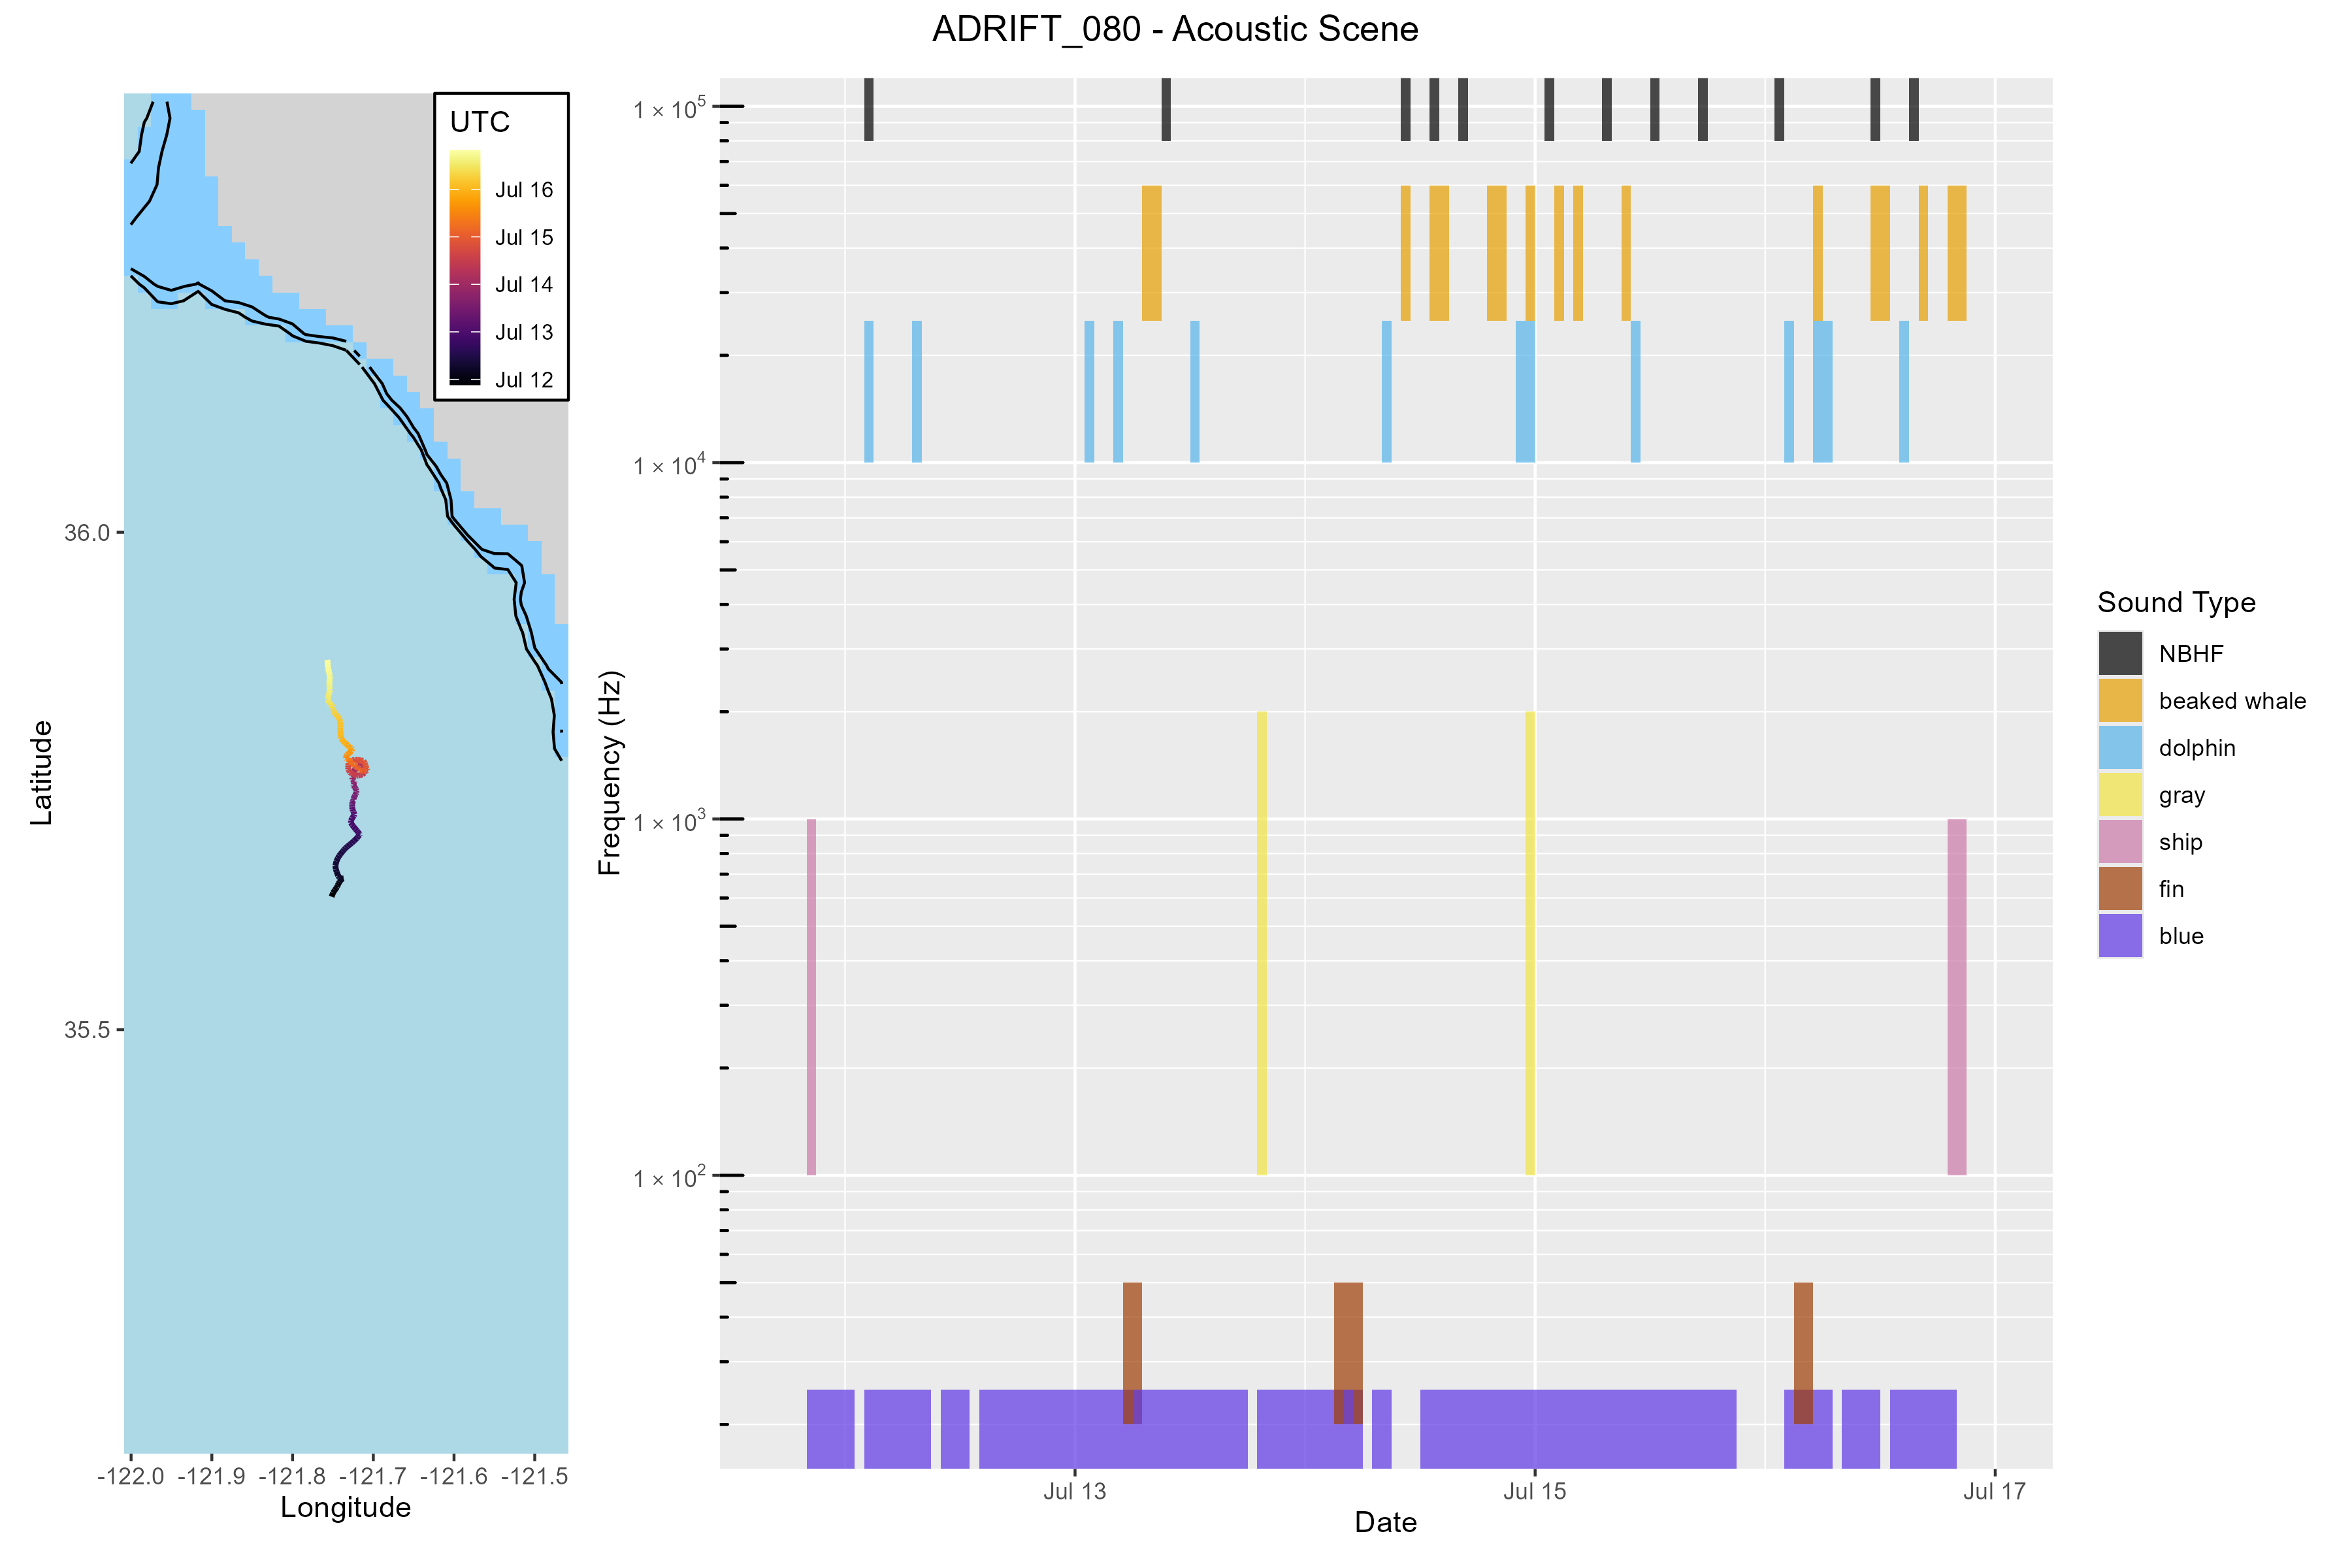 ADRIFT_080 - Acoustic Scene
UTC
Jul 16
Jul 15
Jul 14
Jul 13
Jul 12
Latitude
36.0
35.5
-122.0 -121.9 -121.8 -121.7 -121.6 -121.5
Longitude
Frequency (Hz)
1 × 10⁵
1 × 10⁴
1 × 10³
1 × 10²
Jul 13 Jul 15 Jul 17
Date
Sound Type
NBHF
beaked whale
dolphin
gray
ship
fin
blue